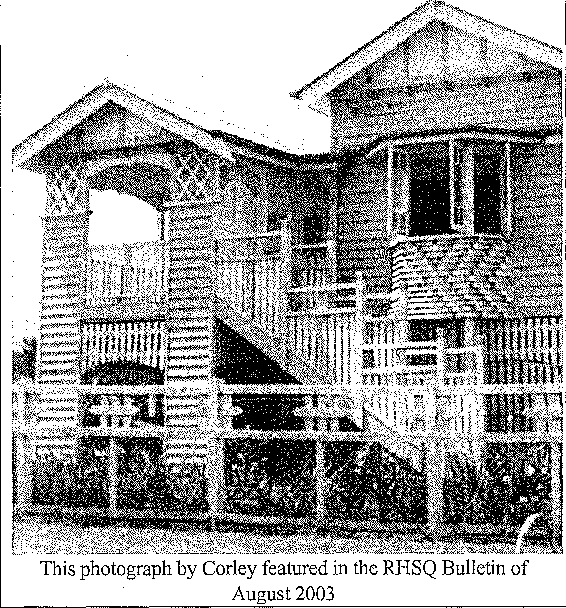 This photograph by Corley featured in the RHSQ Bulletin of
August 2003